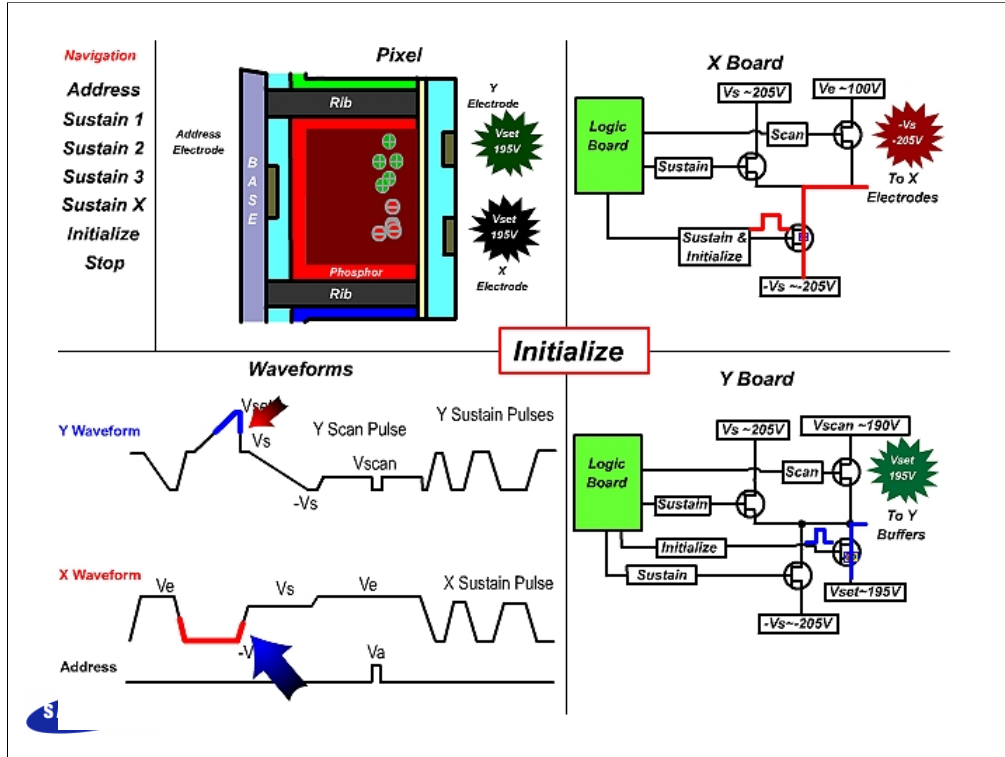 Navigation
Address
Sustain 1
Sustain 2
Sustain 3
Sustain X
Initialize
Stop
Pixel
Rib
Address
Electrode
BASE
Phosphor
Rib
Y
Electrode
Vset
195V
Vset
195V
X
Electrode
X Board
Vs ~205V
Ve ~100V
Logic
Board
Scan
Sustain
Sustain &
Initialize
-Vs ~-205V
-Vs
-205V
To X
Electrodes
Initialize
Waveforms
Y Waveform
Vset
Vs
-Vs
Y Scan Pulse
Vscan
Y Sustain Pulses
X Waveform
Ve
-V
Vs
Ve
X Sustain Pulse
Address
Va
Y Board
Vs ~205V
Vscan ~190V
Logic
Board
Scan
Sustain
Initialize
Sustain
Vset
195V
To Y
Buffers
Vset~195V
-Vs~-205V